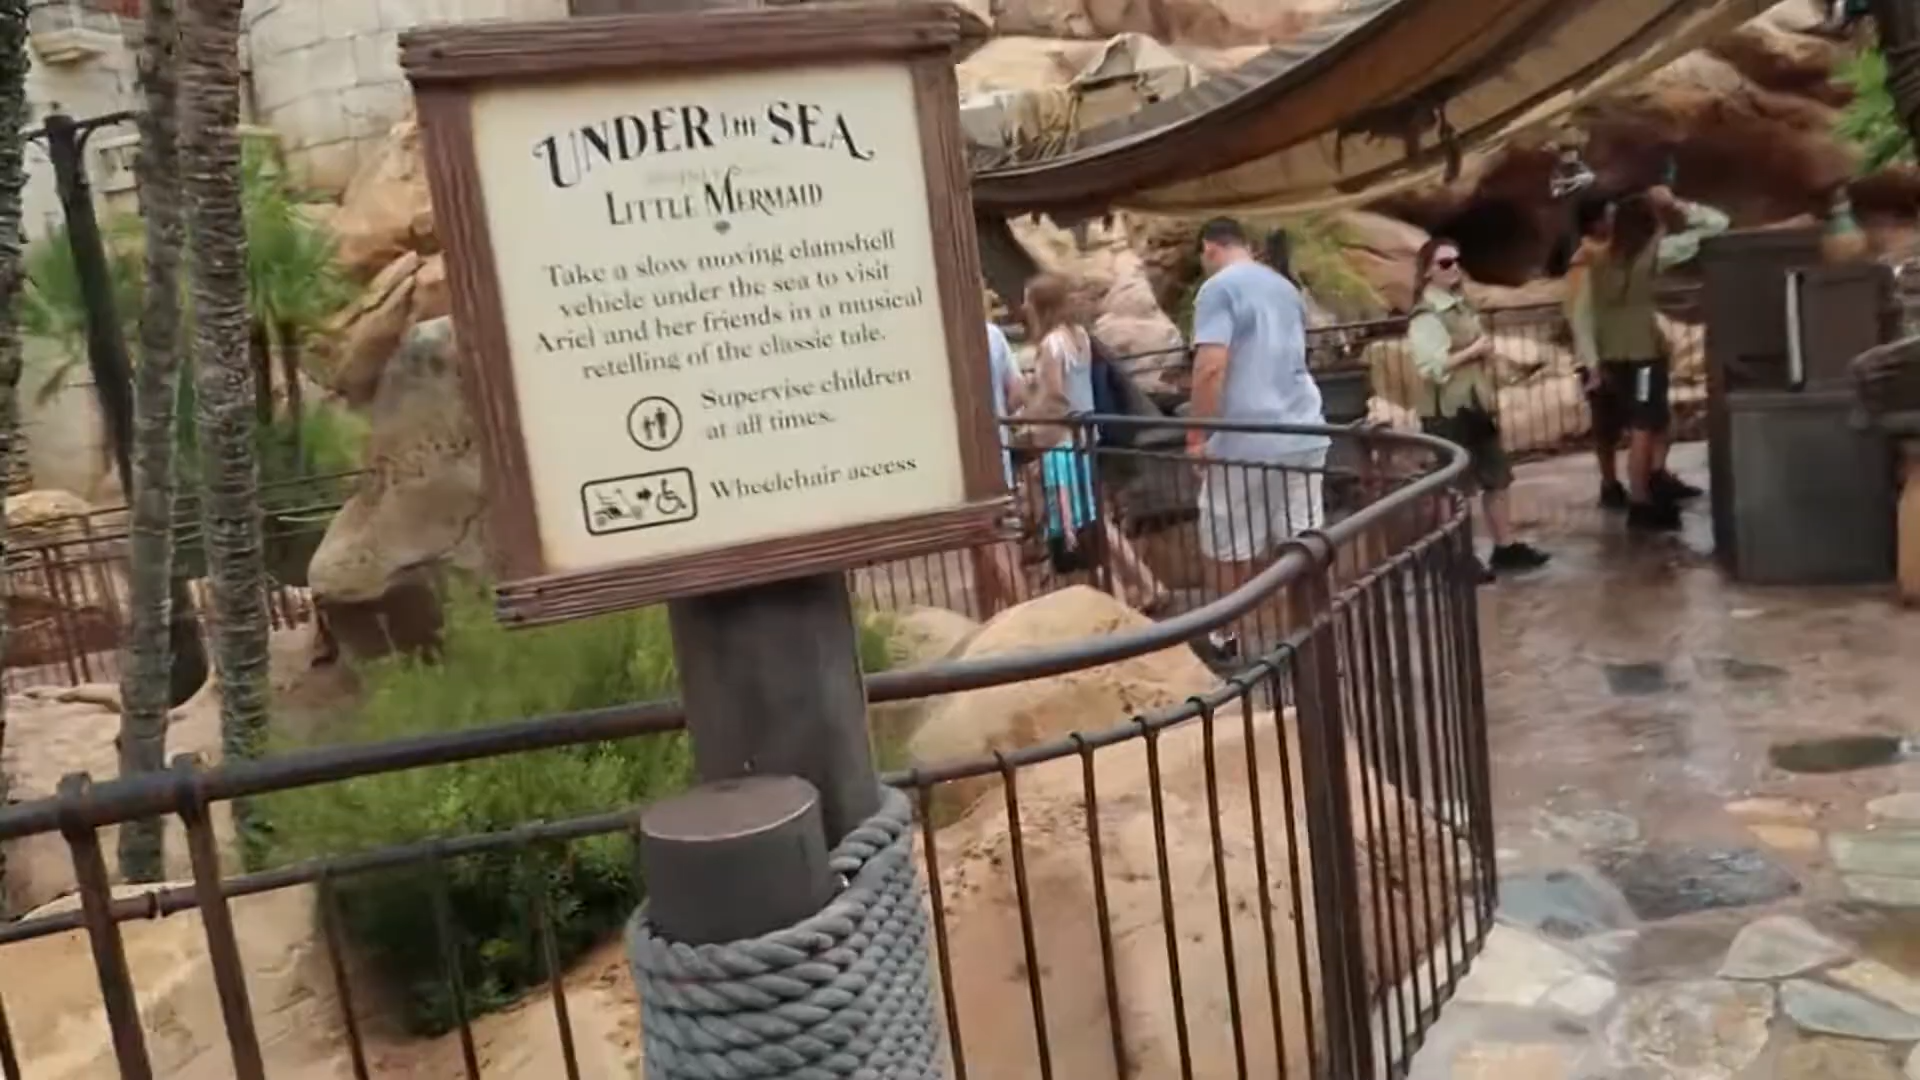 UNDER THE SEA
LITTLE MERMAID
Take a slow moving clamshell
vehicle under the sea to visit
Ariel and her friends in a musical
retelling of the classic tale.
Supervise children
at all times.
Wheelchair access